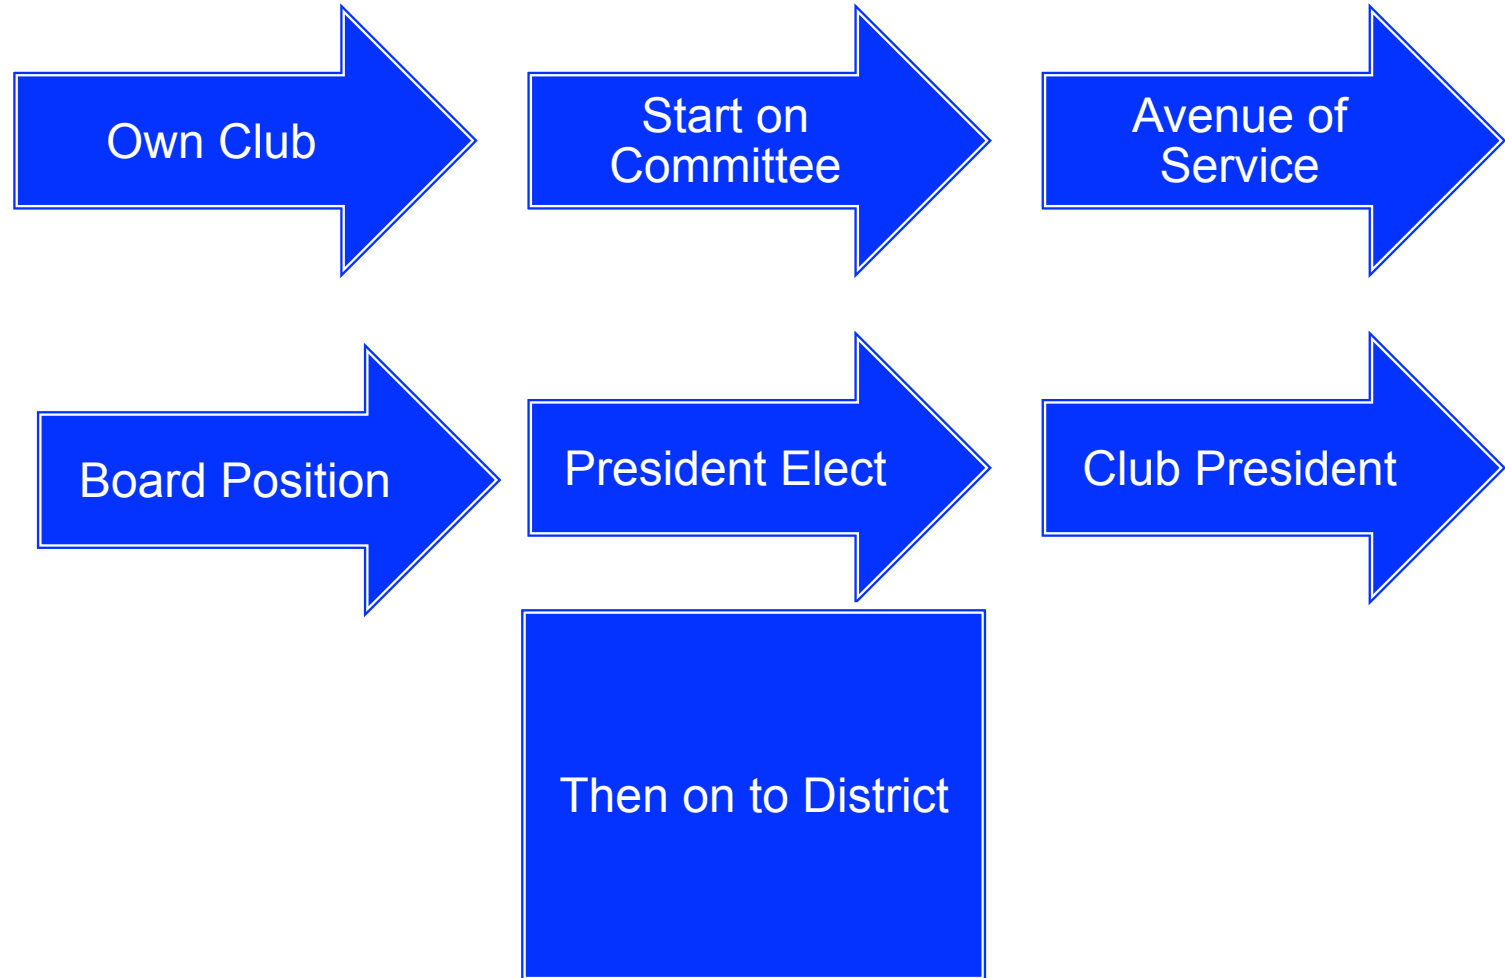 Own Club
Start on
Committee
Avenue of
Service
Board Position
President Elect
Club President
Then on to District